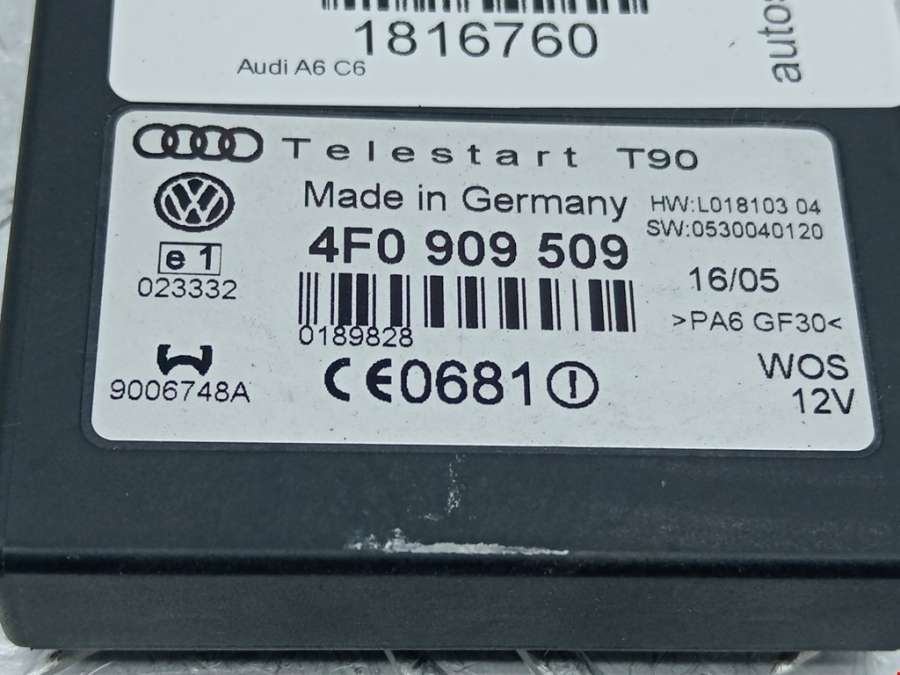 1816760
Audi A6 C6
autos
Telestart T90
Made in Germany
HW:L018103 04
SW:0530040120
e 1
4F0 909 509
023332
16/05
0189828
>PA6 GF30<
9006748A
CE0681
WOS
12V